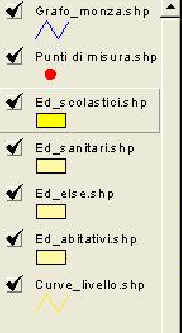 Grafo_monza.shp
Punti di misura.shp
Ed_scolastici.shp
Ed_sanitari.shp
Ed_else.shp
Ed_abitativi.shp
Curve_livello.shp